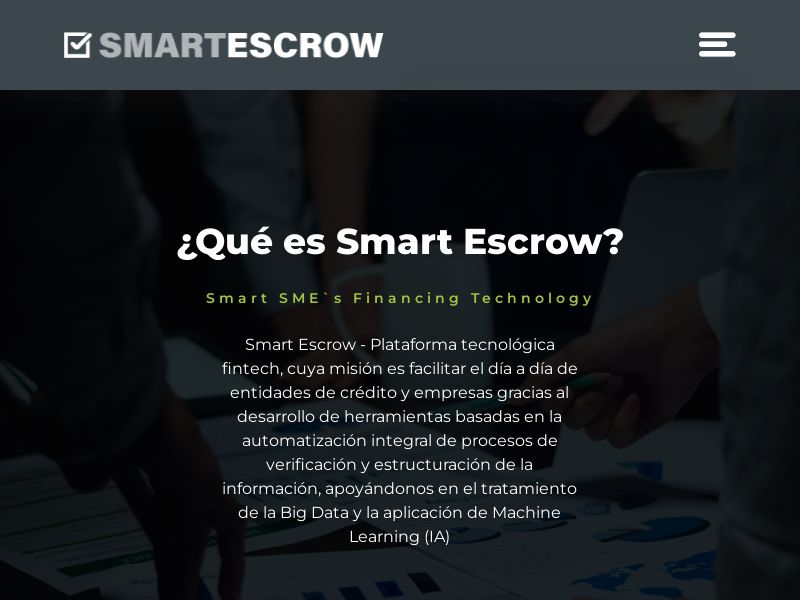 SMARTESCROW
¿Qué es Smart Escrow?
Smart SME`s Financing Technology
Smart Escrow - Plataforma tecnológica
fintech, cuya misión es facilitar el día a día de
entidades de crédito y empresas gracias al
desarrollo de herramientas basadas en la
automatización integral de procesos de
verificación y estructuración de la
información, apoyándonos en el tratamiento
de la Big Data y la aplicación de Machine
Learning (IA)